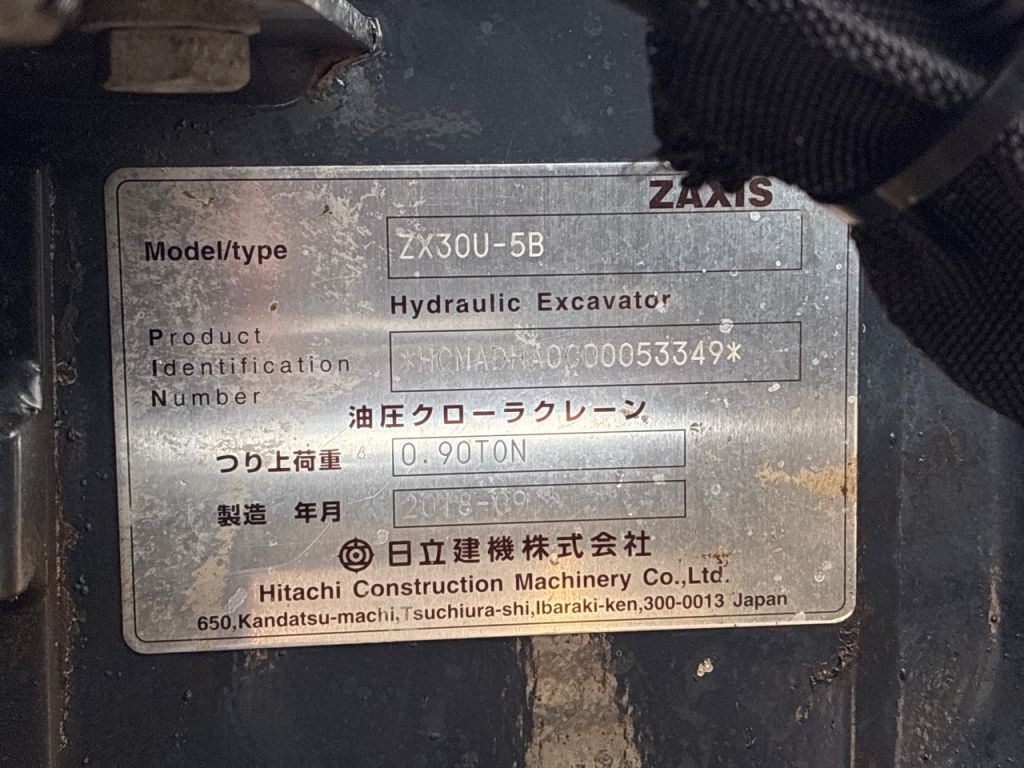 ZAXIS
Model/type ZX30U-5B
Hydraulic Excavator
Product
Identification
Number
*HCMADHA0C00053349*
油圧クローラクレーン
つり上荷重 0.90TON
製造 年月 2018-09
日立建機株式会社
Hitachi Construction Machinery Co.,Ltd.
650,Kandatsu-machi,Tsuchiura-shi,Ibaraki-ken,300-0013 Japan